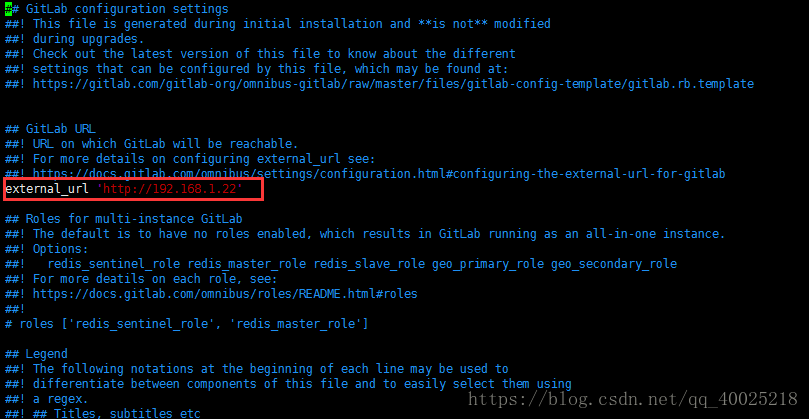 ## GitLab configuration settings
##! This file is generated during initial installation and **is not** modified
##! during upgrades.
##! Check out the latest version of this file to know about the different
##! settings that can be configured by this file, which may be found at:
##! https://gitlab.com/gitlab-org/omnibus-gitlab/raw/master/files/gitlab-config-template/gitlab.rb.template
## GitLab URL
##! URL on which GitLab will be reachable.
##! For more details on configuring external_url see:
##! https://docs.gitlab.com/omnibus/settings/configuration.html#configuring-the-external-url-for-gitlab
external_url 'http://192.168.1.22'
## Roles for multi-instance GitLab
##! The default is to have no roles enabled, which results in GitLab running as an all-in-one instance.
##! Options:
##!   redis_sentinel_role redis_master_role redis_slave_role geo_primary_role geo_secondary_role
##! For more deatils on each role, see:
##! https://docs.gitlab.com/omnibus/roles/README.html#roles
##!
# roles ['redis_sentinel_role', 'redis_master_role']
## Legend
##! The following notations at the beginning of each line may be used to
##! differentiate between components of this file and to easily select them using
##! a regex.
##! ## Titles, subtitles etc
https://blog.csdn.net/qq_40025218